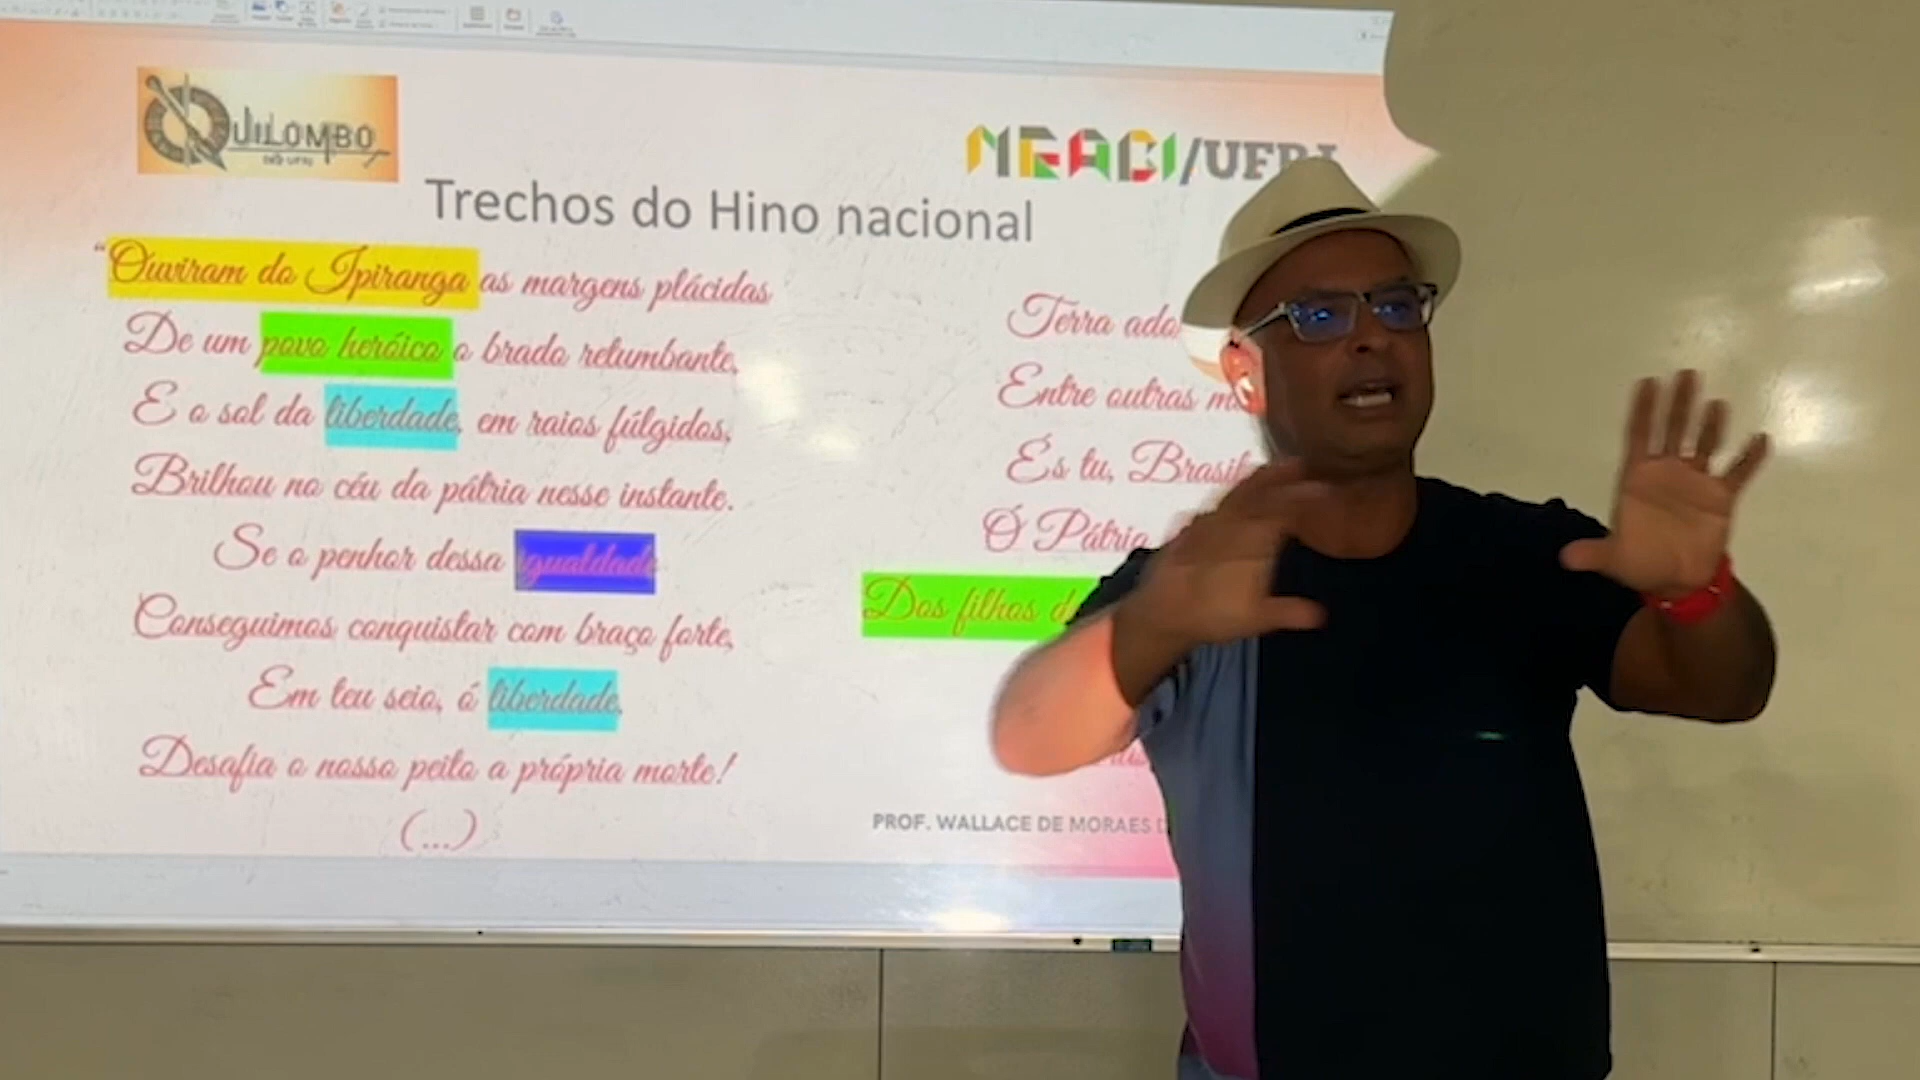 QUILOMBO
UFRJ
NEABI/UFRJ
Trechos do Hino nacional
“Ouviram do Ipiranga as margens plácidas
De um povo heróico o brado retumbante,
E o sol da liberdade, em raios fúlgidos,
Brilhou no céu da pátria nesse instante.
Se o penhor dessa igualdade
Conseguimos conquistar com braço forte,
Em teu seio, ó liberdade,
Desafia o nosso peito a própria morte!
(...)
Terra ado
Entre outras m
És tu, Brasil
Ó Pátria
Dos filhos d
PROF. WALLACE DE MORAES D